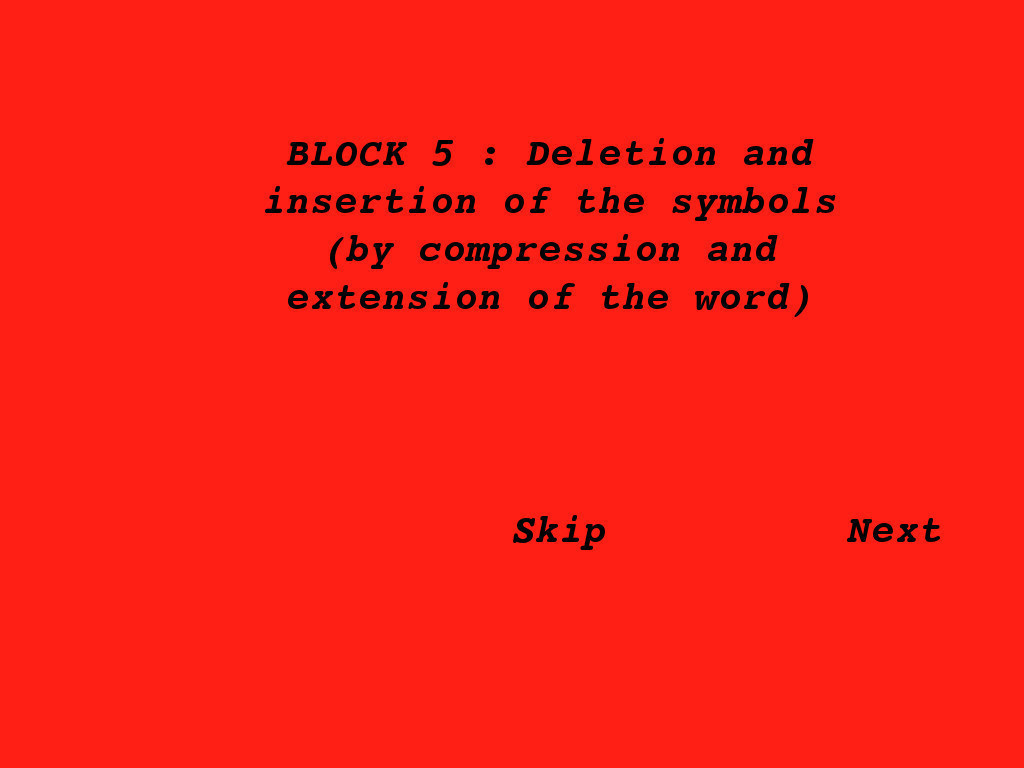 BLOCK 5 : Deletion and
insertion of the symbols
(by compression and
extension of the word)
Skip
Next